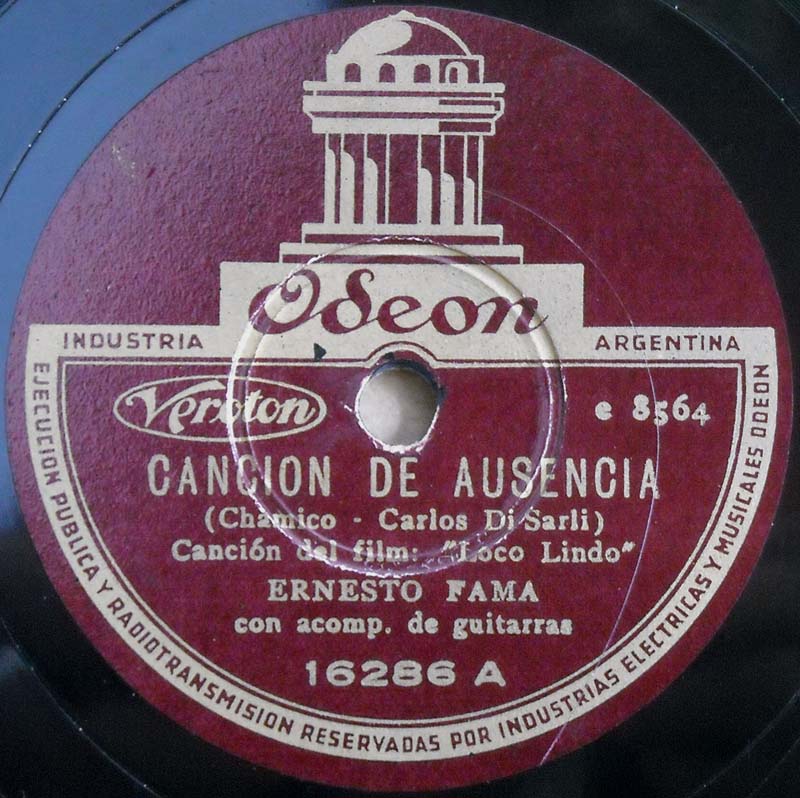 Odeon
INDUSTRIA ARGENTINA
Veroton
e 8564
CANCION DE AUSENCIA
(Chamico - Carlos Di Sarli)
Canción del film: "Loco Lindo"
ERNESTO FAMA
con acomp. de guitarras
16286 A
EJECUCION PUBLICA Y RADIOTRANSMISION RESERVADAS POR INDUSTRIAS ELECTRICAS Y MUSICALES ODEON